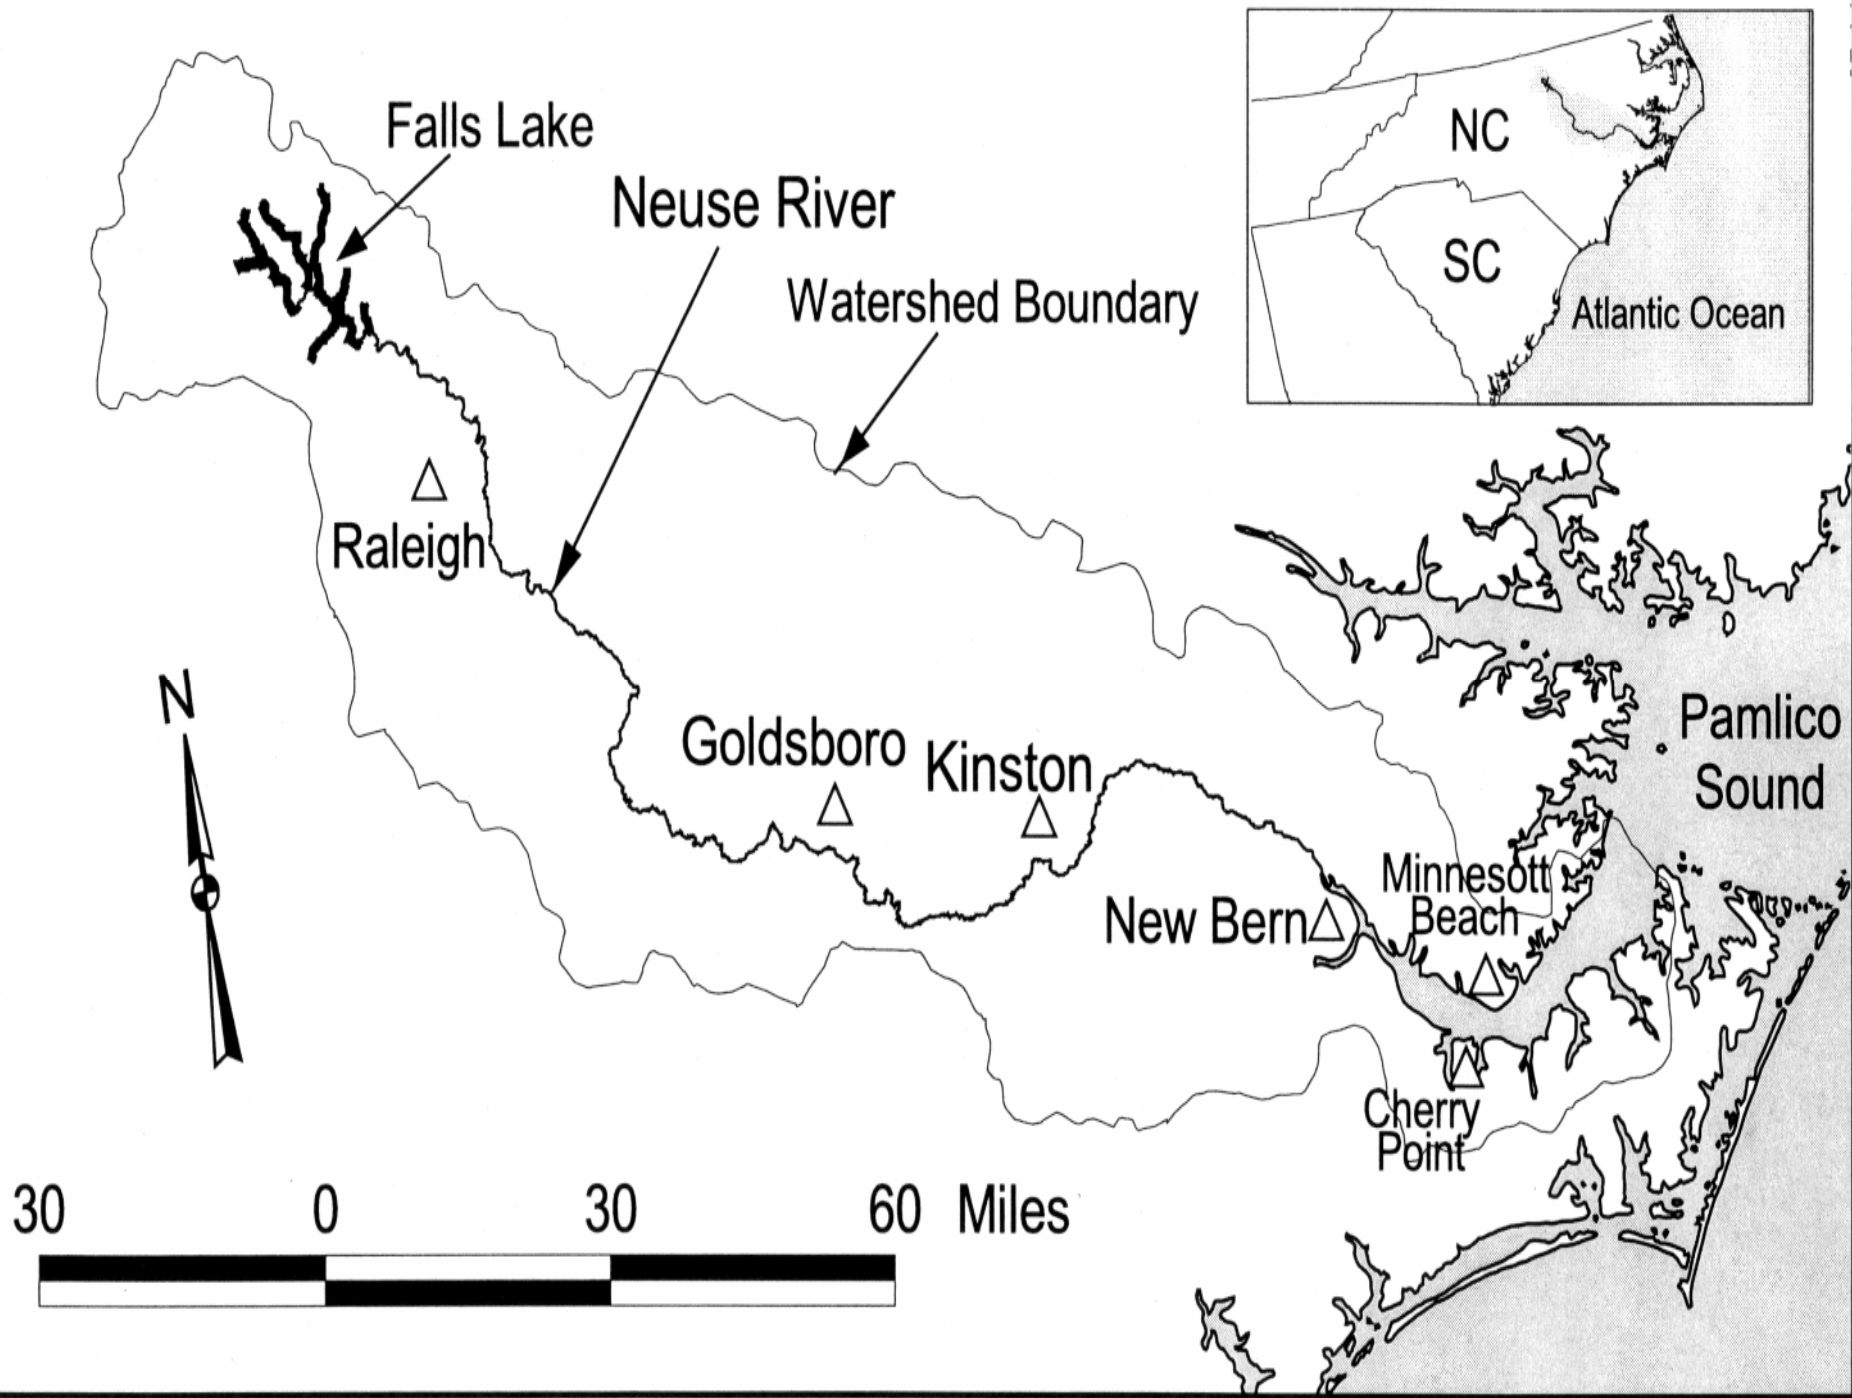 Falls Lake
NC
Neuse River
SC
Watershed Boundary
Atlantic Ocean
Raleigh
N
Goldsboro
Kinston
Pamlico
Sound
Minnesott
Beach
New Bern
Cherry
Point
30 0 30 60 Miles